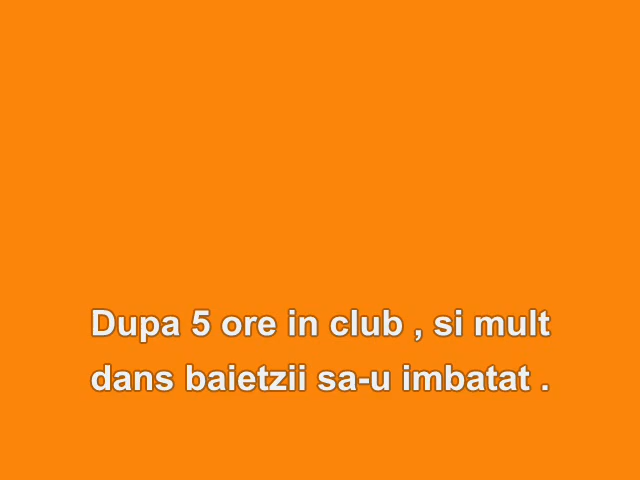 Dupa 5 ore in club , si mult
dans baietzii sa-u imbatat .